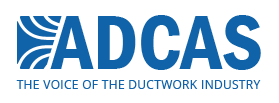 ADCAS
THE VOICE OF THE DUCTWORK INDUSTRY